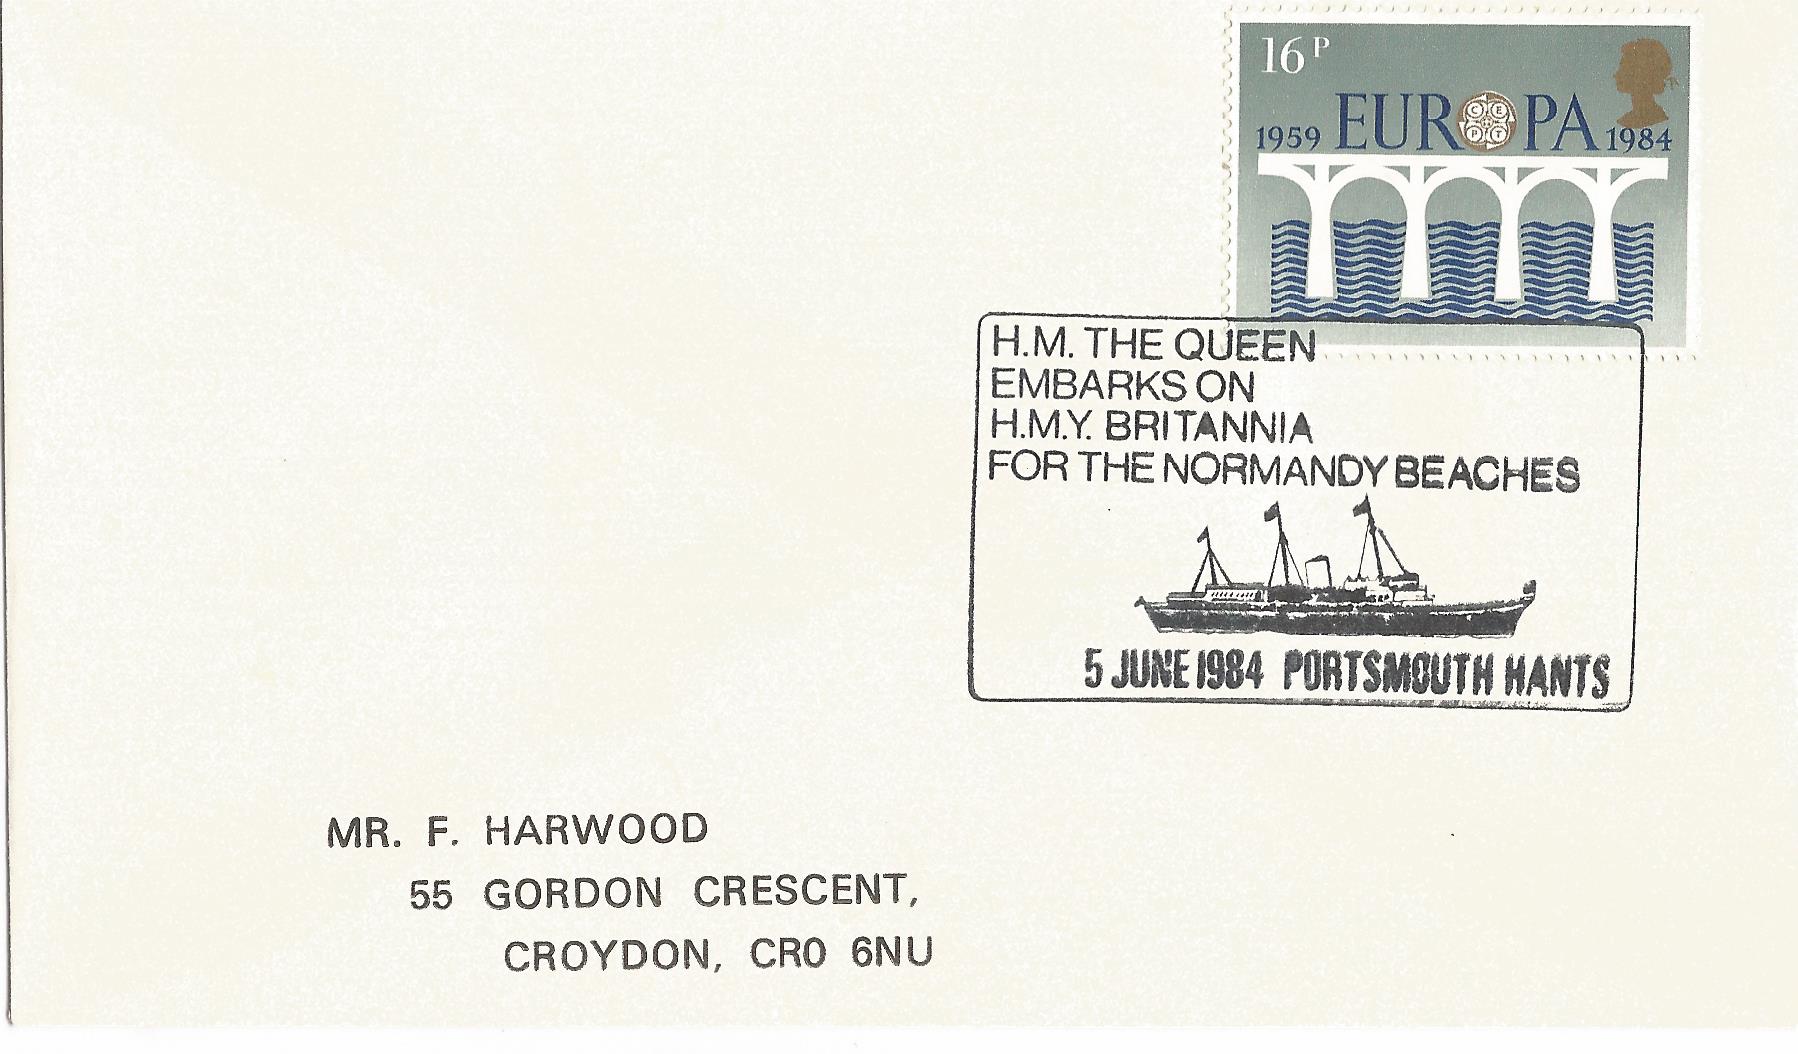 16P
EUROPA
1959 1984
CEPT
H.M. THE QUEEN
EMBARKS ON
H.M.Y. BRITANNIA
FOR THE NORMANDY BEACHES
5 JUNE 1984 PORTSMOUTH HANTS
MR. F. HARWOOD
55 GORDON CRESCENT,
CROYDON, CR0 6NU